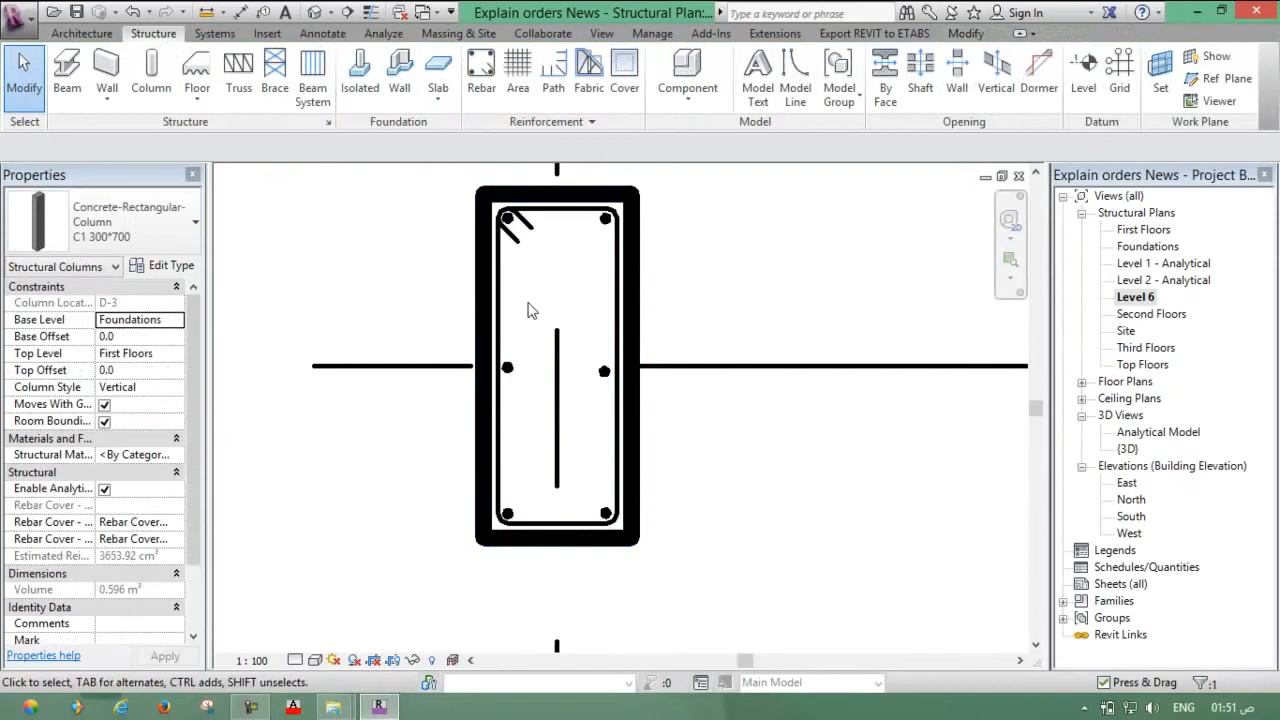 Explain orders News - Structural Plan:...
Type a keyword or phrase
Sign In
Architecture Structure Systems Insert Annotate Analyze Massing & Site Collaborate View Manage Add-Ins Extensions Export REVIT to ETABS Modify
Modify Beam Wall Column Floor Truss Brace Beam System Isolated Wall Slab Rebar Area Path Fabric Cover Component Model Text Model Line Model Group By Face Shaft Wall Vertical Dormer Level Grid Set
Show
Ref Plane
Viewer
Select Structure Foundation Reinforcement Model Opening Datum Work Plane
Properties
Concrete-Rectangular-
Column
C1 300*700
Structural Columns Edit Type
Constraints
Column Locat... D-3
Base Level Foundations
Base Offset 0.0
Top Level First Floors
Top Offset 0.0
Column Style Vertical
Moves With G...
Room Boundi...
Materials and F...
Structural Mat... <By Categor...
Structural
Enable Analyti...
Rebar Cover - ... Rebar Cover...
Rebar Cover - ... Rebar Cover...
Rebar Cover - ... Rebar Cover...
Estimated Rei... 3653.92 cm³
Dimensions
Volume 0.596 m³
Identity Data
Comments
Mark
Properties help Apply
2D
Explain orders News - Project B...
Views (all)
Structural Plans
First Floors
Foundations
Level 1 - Analytical
Level 2 - Analytical
Level 6
Second Floors
Site
Third Floors
Top Floors
Floor Plans
Ceiling Plans
3D Views
Analytical Model
{3D}
Elevations (Building Elevation)
East
North
South
West
Legends
Schedules/Quantities
Sheets (all)
Families
Groups
Revit Links
1 : 100
Click to select, TAB for alternates, CTRL adds, SHIFT unselects.
:0
Main Model
Press & Drag
:1
ENG
01:51 ص